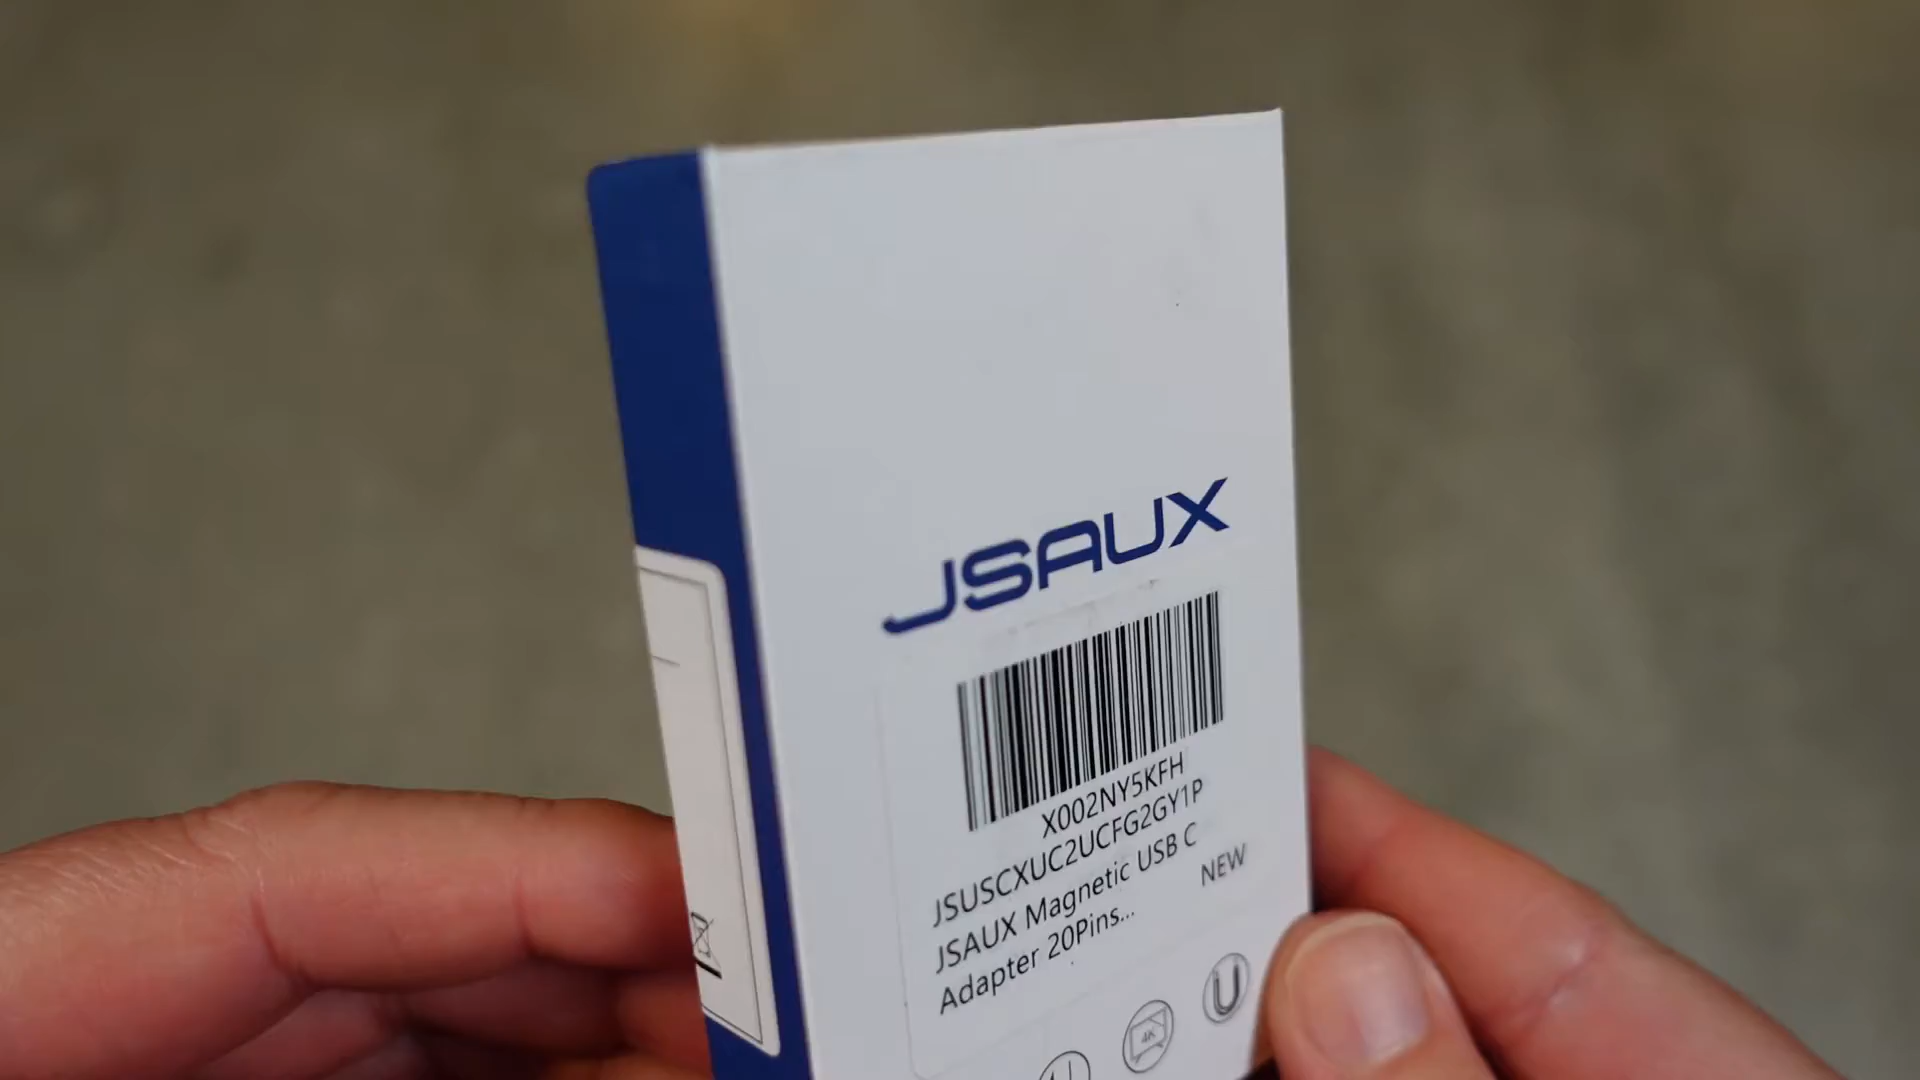 JSAUX
X002NY5KFH
JSUSCXUC2UCFG2GY1P
JSAUX Magnetic USB C
Adapter 20Pins...
NEW
4K